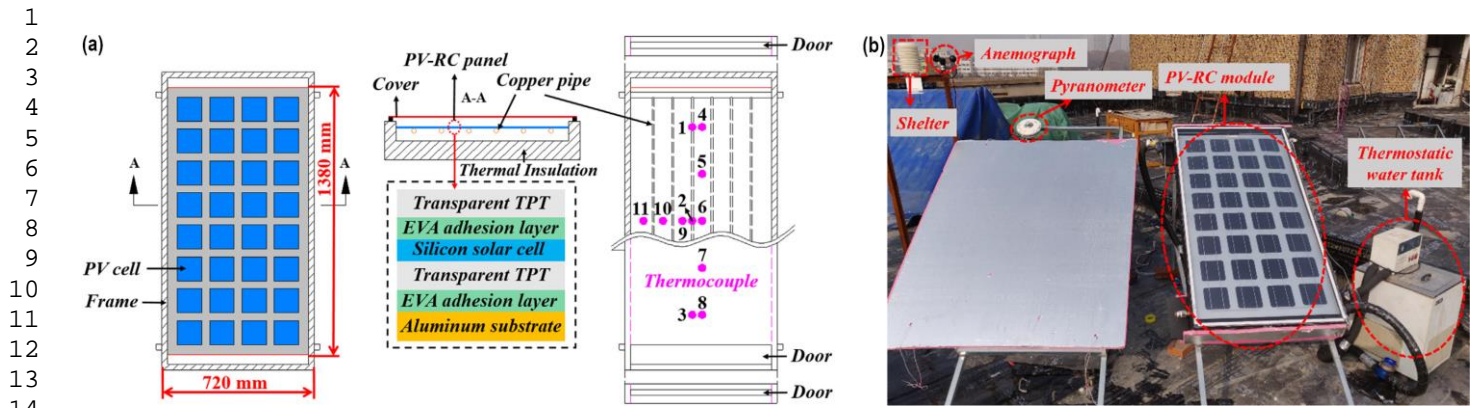 1
2
3
4
5
6
7
8
9
10
11
12
13
14
(a)
PV-RC panel
Cover
A-A
Copper pipe
Thermal Insulation
A
A
1380 mm
720 mm
PV cell
Frame
Transparent TPT
EVA adhesion layer
Silicon solar cell
Transparent TPT
EVA adhesion layer
Aluminum substrate
Door
1
4
5
11
10
2
6
9
7
Thermocouple
3
8
Door
Door
(b)
Anemograph
PV-RC module
Pyranometer
Shelter
Thermostatic
water tank